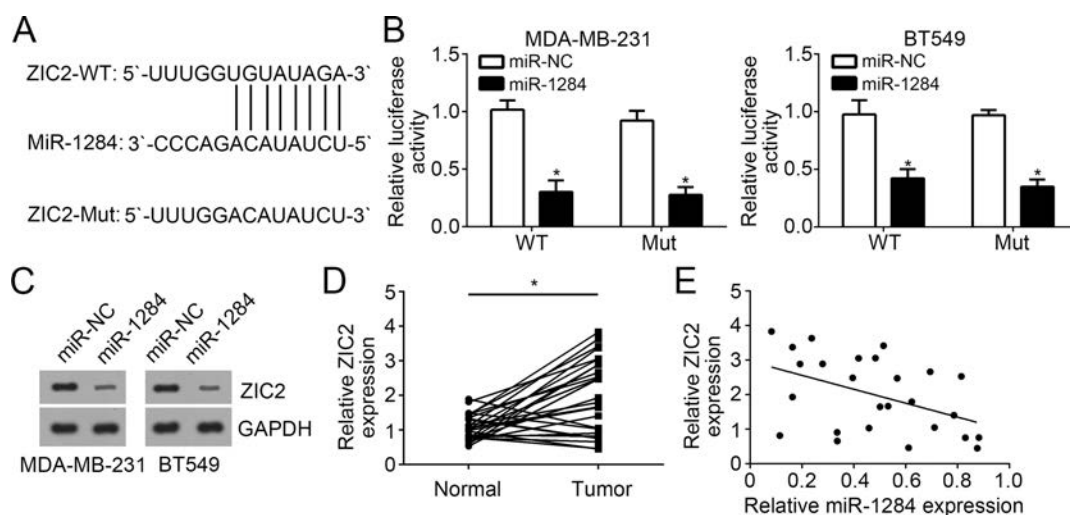 A
ZIC2-WT: 5`-UUUGGUGUAUAGA-3`
MiR-1284: 3`-CCCAGACAUAUCU-5`
ZIC2-Mut: 5`-UUUGGACAUAUCU-3`
B
MDA-MB-231
miR-NC
miR-1284
Relative luciferase
activity
1.5
1.0
0.5
0.0
*
*
WT
Mut
BT549
miR-NC
miR-1284
Relative luciferase
activity
1.5
1.0
0.5
0.0
*
*
WT
Mut
C
miR-NC
miR-1284
miR-NC
miR-1284
ZIC2
GAPDH
MDA-MB-231
BT549
D
Relative ZIC2
expression
5
4
3
2
1
0
*
Normal
Tumor
E
Relative ZIC2
expression
5
4
3
2
1
0
0.0
0.2
0.4
0.6
0.8
1.0
Relative miR-1284 expression